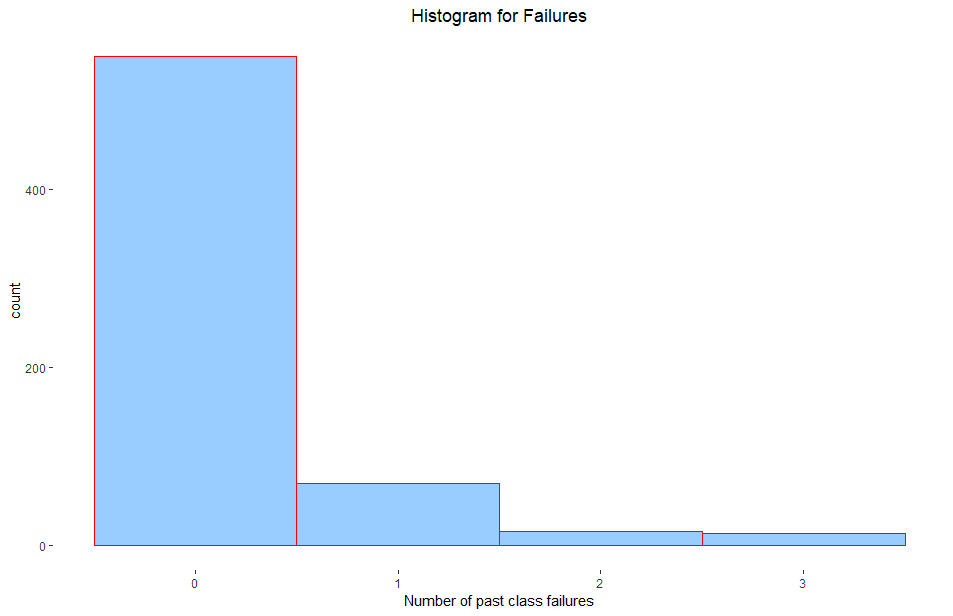 Histogram for Failures
count
400
200
0
0 1 2 3
Number of past class failures